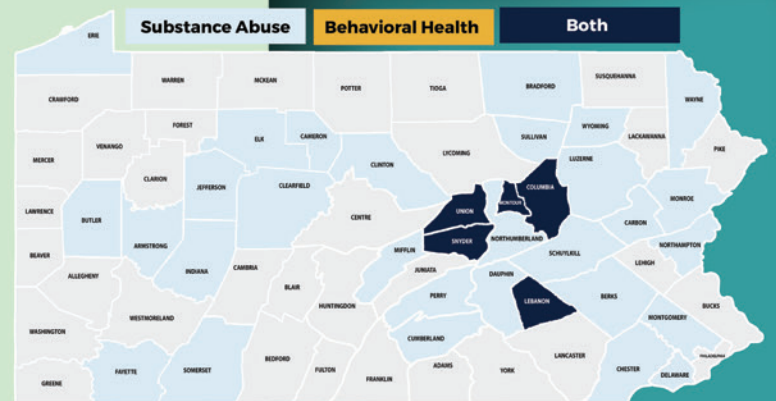 Substance Abuse
Behavioral Health
Both
ERIE
CRAWFORD
WARREN
MCKEAN
POTTER
TIOGA
BRADFORD
SUSQUEHANNA
WAYNE
FOREST
VENANGO
ELK
CAMERON
SULLIVAN
WYOMING
LACKAWANNA
PIKE
MERCER
CLARION
JEFFERSON
CLEARFIELD
CLINTON
LYCOMING
LUZERNE
COLUMBIA
MONTOUR
MONROE
LAWRENCE
BUTLER
ARMSTRONG
CENTRE
UNION
SNYDER
NORTHUMBERLAND
CARBON
NORTHAMPTON
BEAVER
ALLEGHENY
INDIANA
CAMBRIA
BLAIR
HUNTINGDON
MIFFLIN
JUNIATA
SCHUYLKILL
LEHIGH
DAUPHIN
PERRY
LEBANON
BERKS
BUCKS
MONTGOMERY
WASHINGTON
WESTMORELAND
CUMBERLAND
LANCASTER
PHILADELPHIA
GREENE
FAYETTE
SOMERSET
BEDFORD
FULTON
FRANKLIN
ADAMS
YORK
CHESTER
DELAWARE